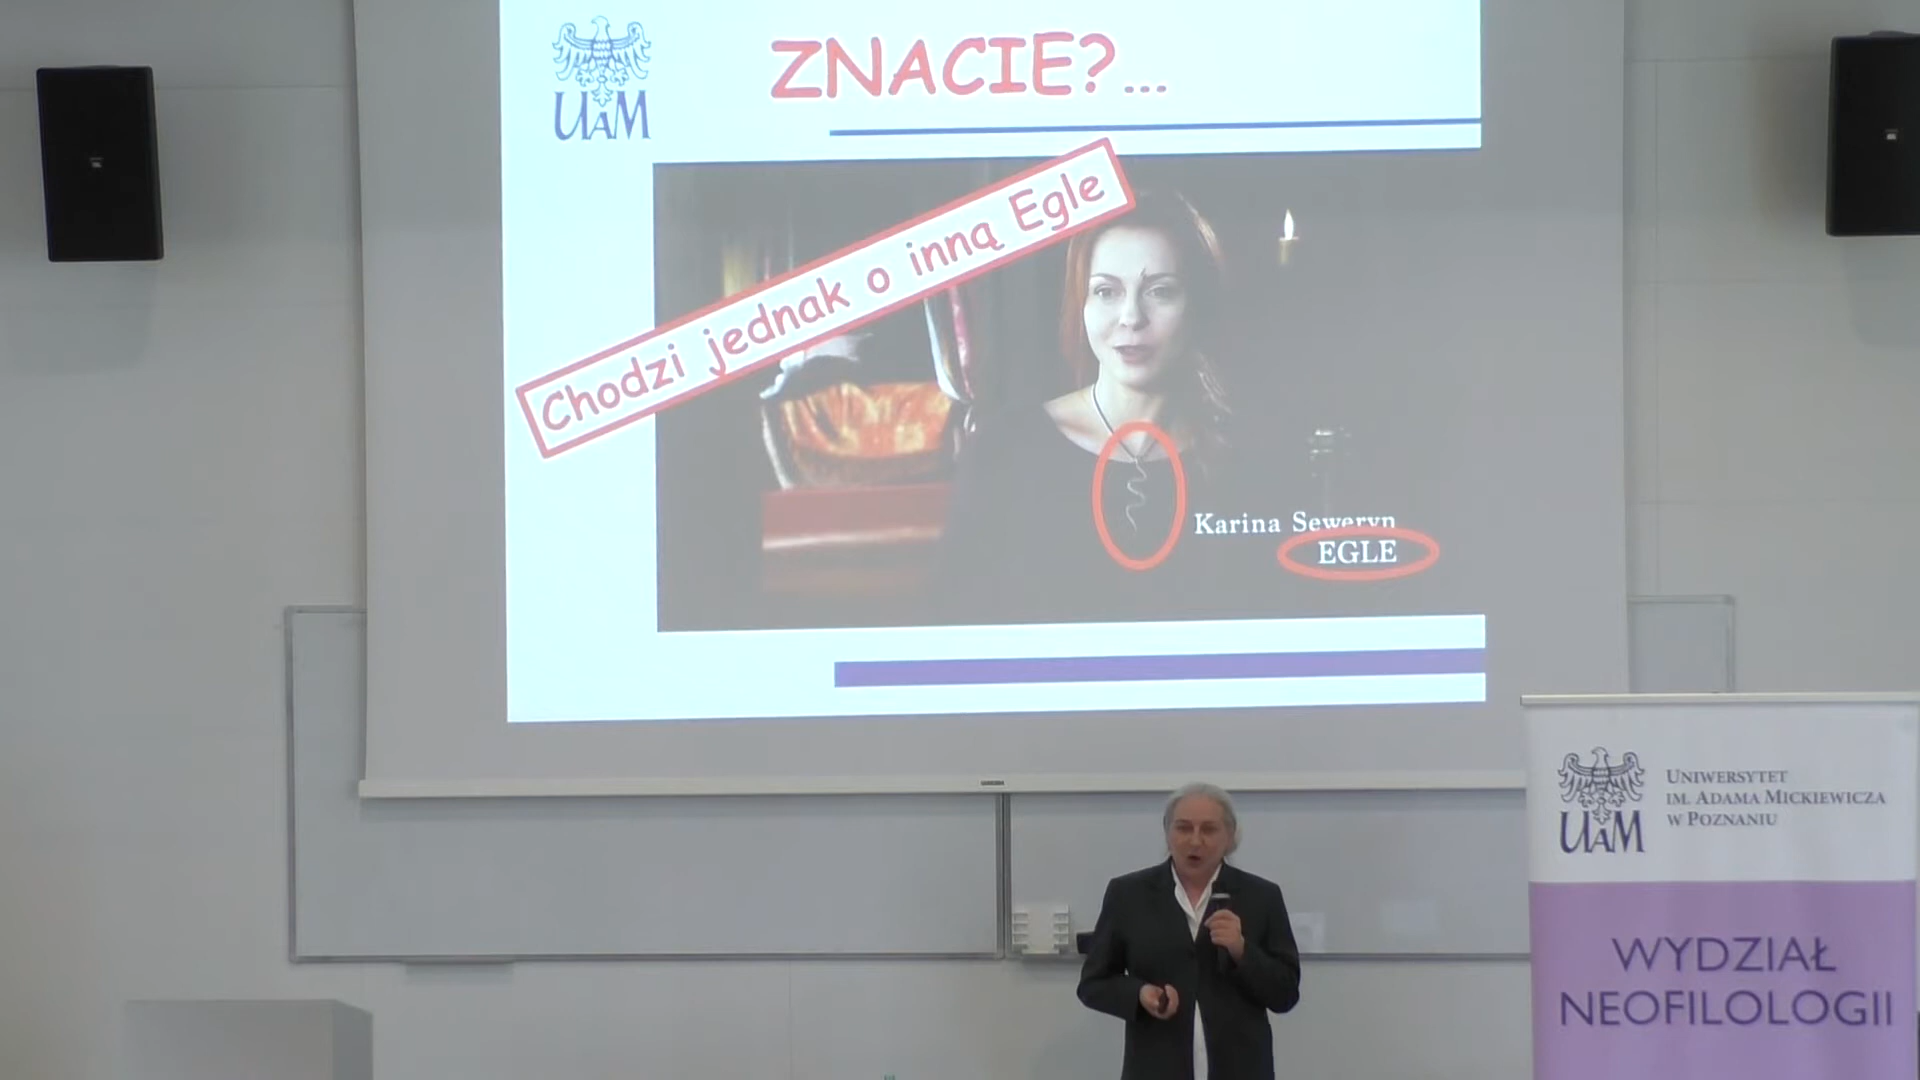 UAM
ZNACIE?...
Chodzi jednak o inną Egle
Karina Seweryn
EGLE
UAM
UNIWERSYTET
IM. ADAMA MICKIEWICZA
W POZNANIU
WYDZIAŁ
NEOFILOLOGII